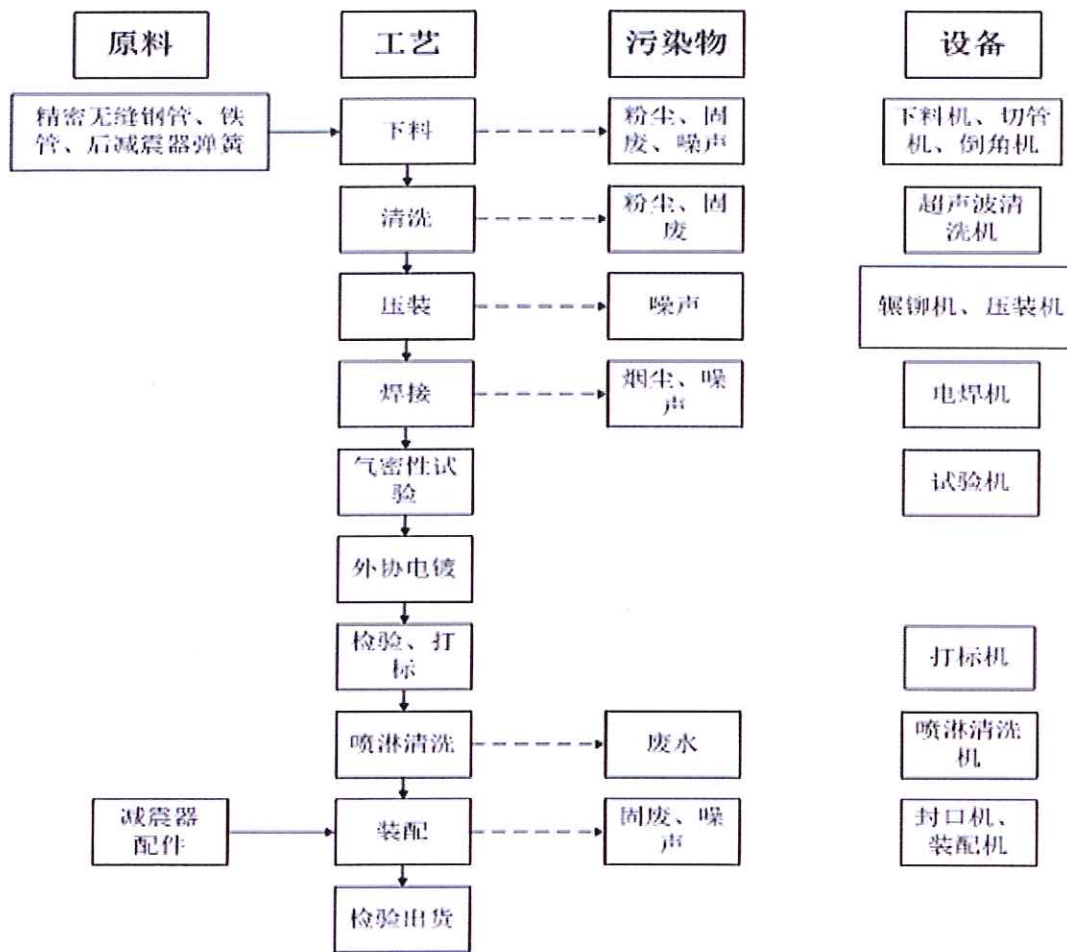 原料
工艺
污染物
设备
精密无缝钢管、铁
管、后减震器弹簧
下料
粉尘、固
废、噪声
下料机、切管
机、倒角机
清洗
粉尘、固
废
超声波清
洗机
压装
噪声
辗铆机、压装机
焊接
烟尘、噪
声
电焊机
气密性试
验
试验机
外协电镀
检验、打
标
打标机
喷淋清洗
废水
喷淋清洗
机
减震器
配件
装配
固废、噪
声
封口机、
装配机
检验出货